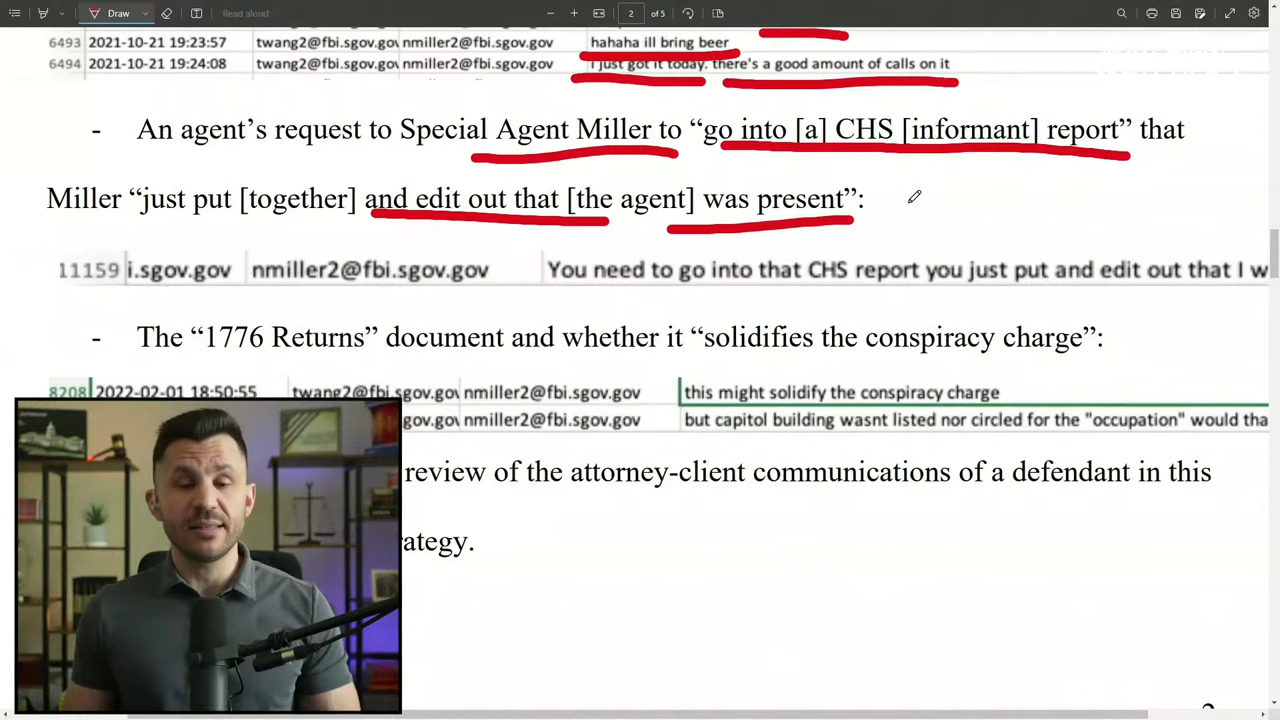 Draw
Read aloud
2 of 5
6493 2021-10-21 19:23:57 twang2@fbi.sgov.gov nmiller2@fbi.sgov.gov hahaha ill bring beer
6494 2021-10-21 19:24:08 twang2@fbi.sgov.gov nmiller2@fbi.sgov.gov I just got it today. there's a good amount of calls on it
- An agent’s request to Special Agent Miller to “go into [a] CHS [informant] report” that
Miller “just put [together] and edit out that [the agent] was present”:
11159 i.sgov.gov nmiller2@fbi.sgov.gov You need to go into that CHS report you just put and edit out that I w
- The “1776 Returns” document and whether it “solidifies the conspiracy charge”:
8208 2022-02-01 18:50:55 twang2@fbi.sgov.gov nmiller2@fbi.sgov.gov this might solidify the conspiracy charge
sgov.gov nmiller2@fbi.sgov.gov but capitol building wasnt listed nor circled for the "occupation" would tha
review of the attorney-client communications of a defendant in this
rategy.